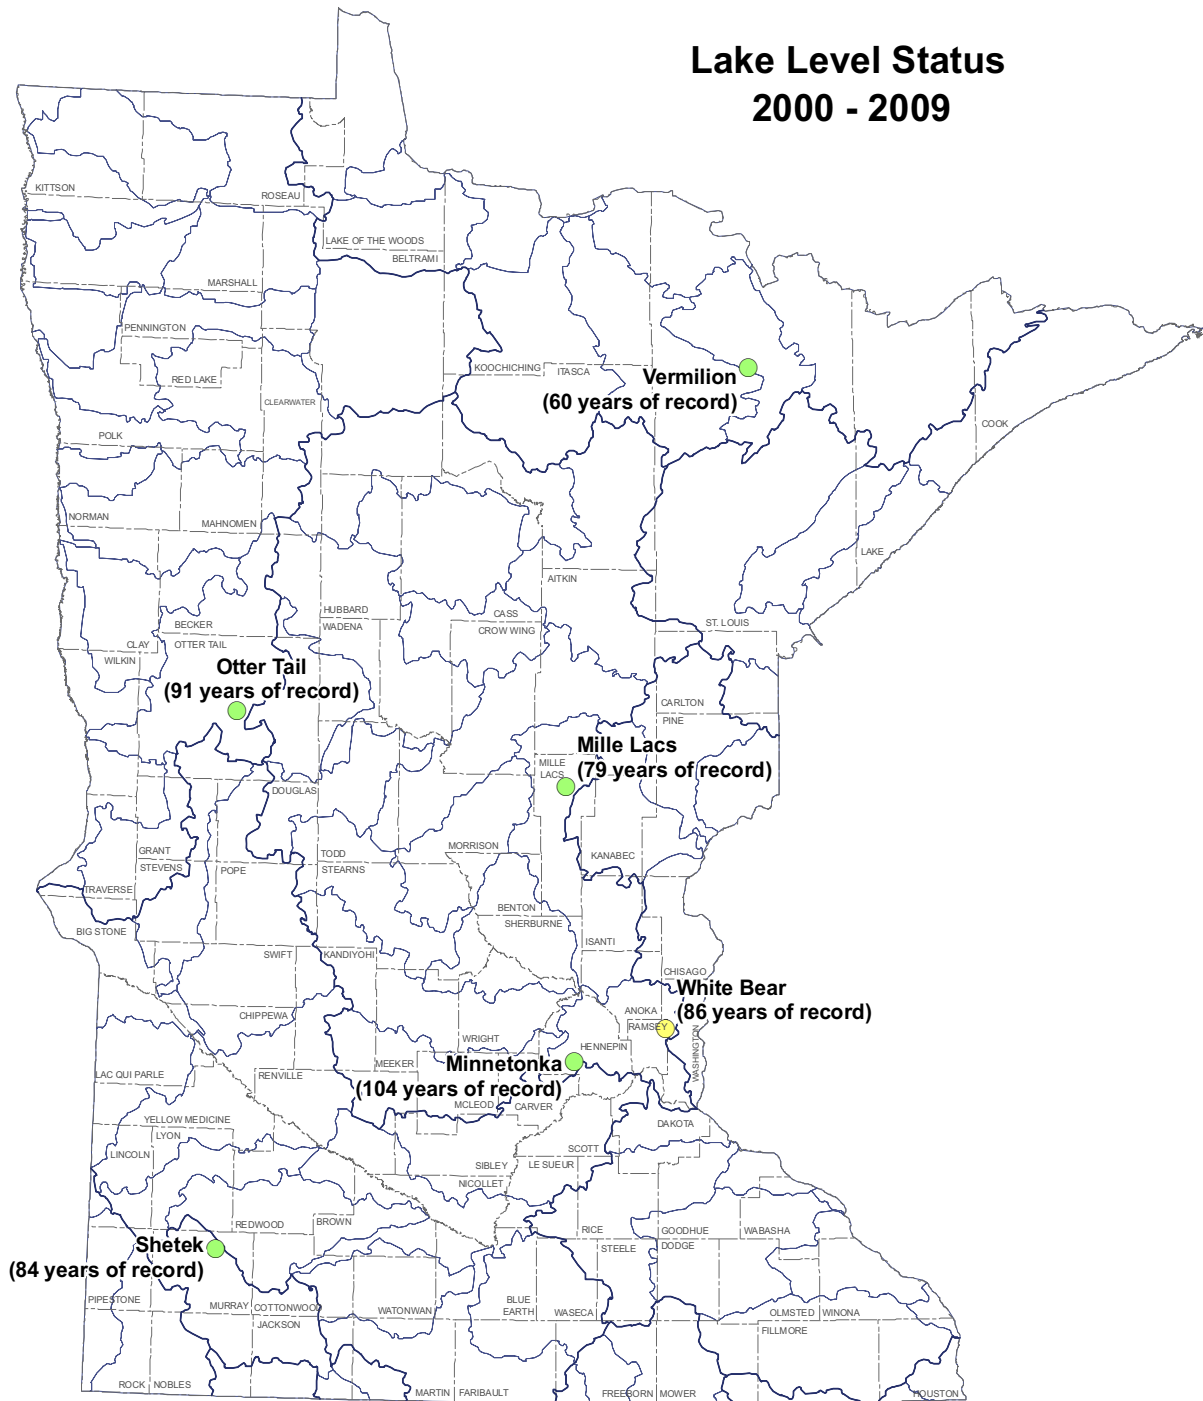 Lake Level Status
2000 - 2009
KITTSON
ROSEAU
LAKE OF THE WOODS
BELTRAMI
MARSHALL
PENNINGTON
RED LAKE
CLEARWATER
KOOCHICHING
ITASCA
Vermilion
(60 years of record)
COOK
POLK
NORMAN
MAHNOMEN
LAKE
AITKIN
HUBBARD
WADENA
CASS
CROW WING
ST. LOUIS
BECKER
CLAY
OTTER TAIL
WILKIN
Otter Tail
(91 years of record)
CARLTON
PINE
Mille Lacs
(79 years of record)
MILLE
LACS
DOUGLAS
GRANT
STEVENS
POPE
TODD
STEARNS
MORRISON
KANABEC
TRAVERSE
BENTON
SHERBURNE
BIG STONE
ISANTI
SWIFT
KANDIYOHI
CHISAGO
White Bear
(86 years of record)
ANOKA
RAMSEY
WASHINGTON
CHIPPEWA
WRIGHT
HENNEPIN
Minnetonka
(104 years of record)
MEEKER
LAC QUI PARLE
RENVILLE
MCLEOD
CARVER
YELLOW MEDICINE
LYON
DAKOTA
LINCOLN
SCOTT
SIBLEY
LE SUEUR
NICOLLET
REDWOOD
BROWN
RICE
GOODHUE
WABASHA
STEELE
DODGE
Shetek
(84 years of record)
PIPESTONE
MURRAY
COTTONWOOD
JACKSON
WATONWAN
BLUE
EARTH
WASECA
OLMSTED
WINONA
FILLMORE
ROCK
NOBLES
MARTIN
FARIBAULT
FREEBORN
MOWER
HOUSTON